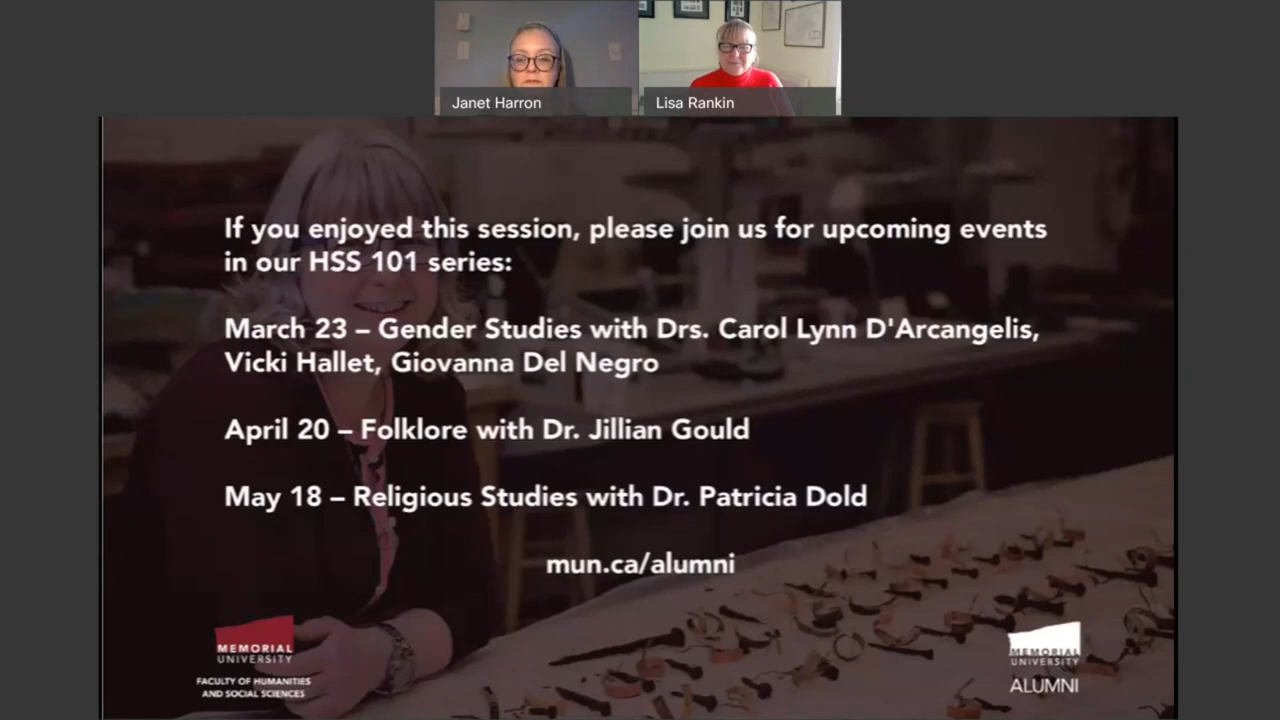 Janet Harron
Lisa Rankin
If you enjoyed this session, please join us for upcoming events
in our HSS 101 series:
March 23 – Gender Studies with Drs. Carol Lynn D'Arcangelis,
Vicki Hallet, Giovanna Del Negro
April 20 – Folklore with Dr. Jillian Gould
May 18 – Religious Studies with Dr. Patricia Dold
mun.ca/alumni
MEMORIAL
UNIVERSITY
FACULTY OF HUMANITIES
AND SOCIAL SCIENCES
MEMORIAL
UNIVERSITY
ALUMNI